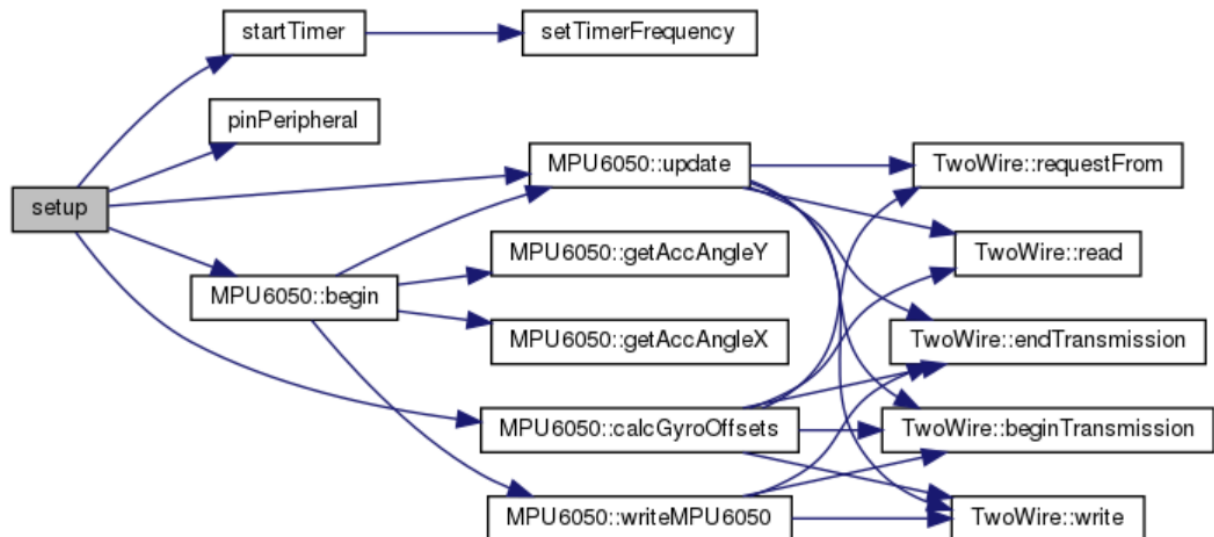 startTimer
setTimerFrequency
pinPeripheral
MPU6050::update
TwoWire::requestFrom
setup
MPU6050::getAccAngleY
TwoWire::read
MPU6050::begin
MPU6050::getAccAngleX
TwoWire::endTransmission
MPU6050::calcGyroOffsets
TwoWire::beginTransmission
MPU6050::writeMPU6050
TwoWire::write